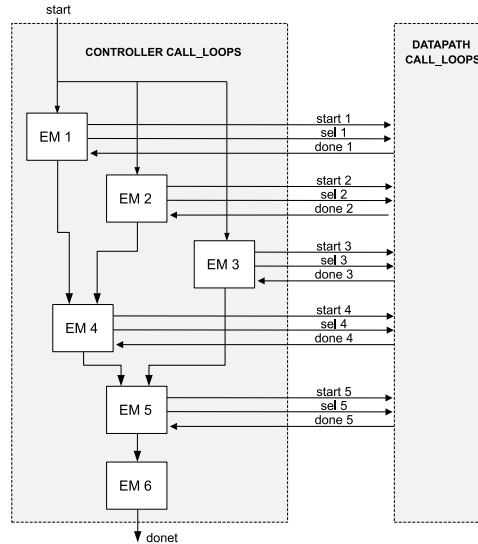 start
CONTROLLER CALL_LOOPS
DATAPATH
CALL_LOOPS
EM 1
start 1
sel 1
done 1
EM 2
start 2
sel 2
done 2
EM 3
start 3
sel 3
done 3
EM 4
start 4
sel 4
done 4
EM 5
start 5
sel 5
done 5
EM 6
donet